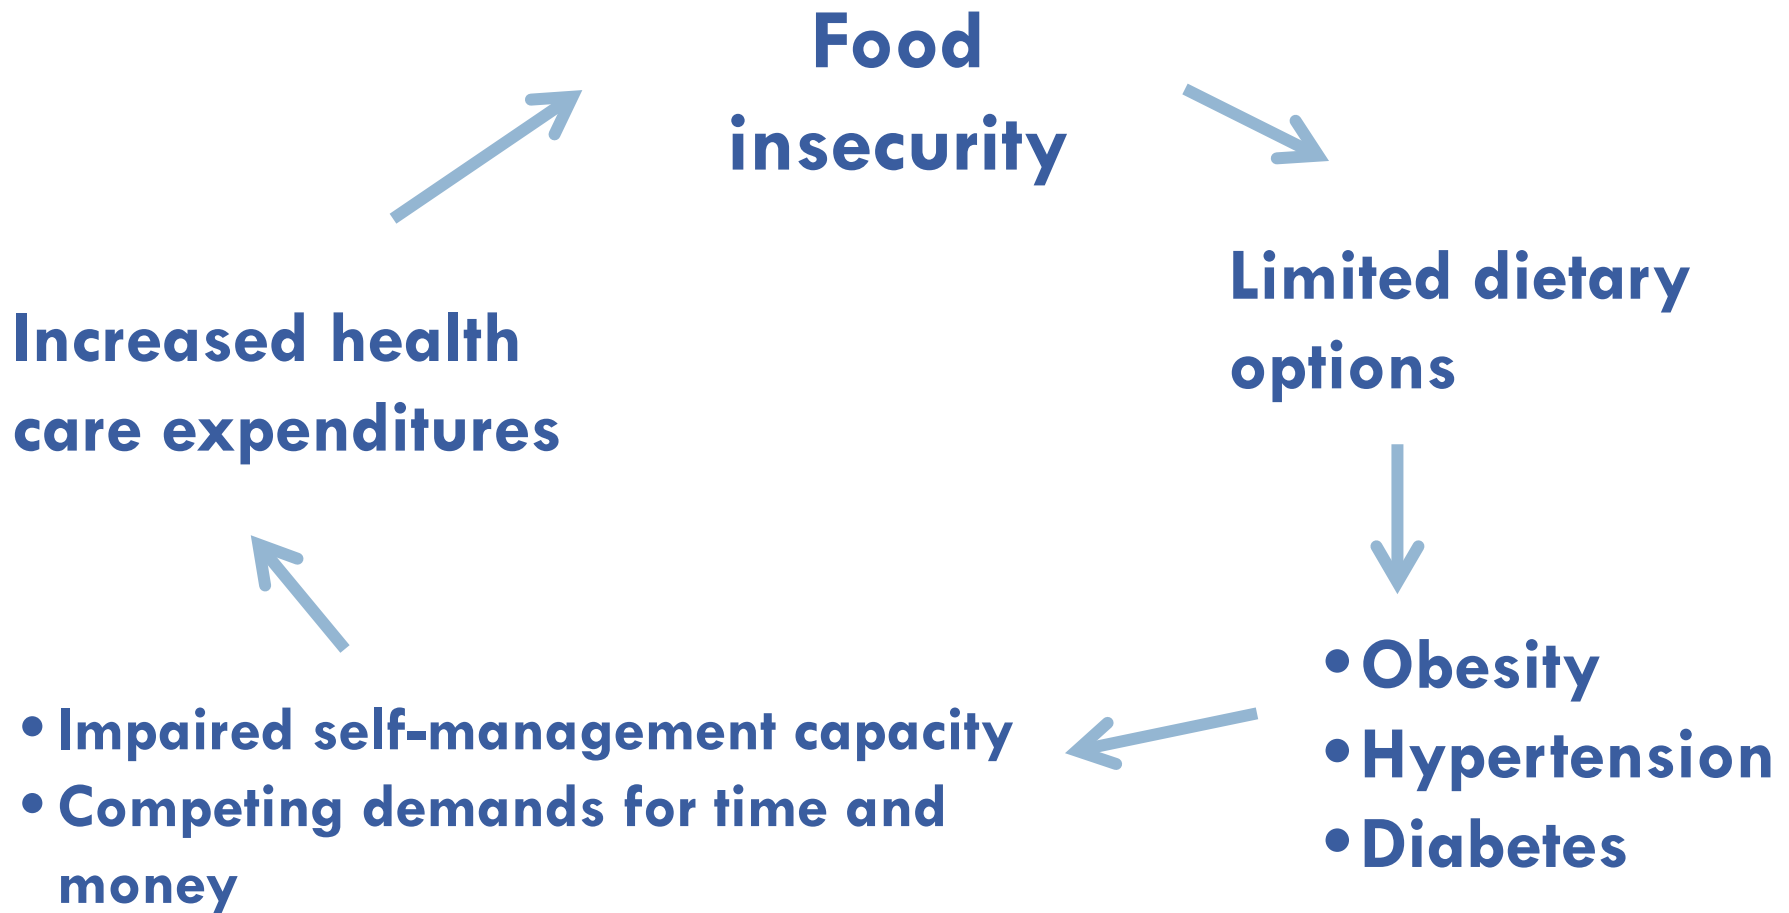 Food
insecurity
Limited dietary
options
•Obesity
•Hypertension
•Diabetes
•Impaired self-management capacity
•Competing demands for time and
money
Increased health
care expenditures